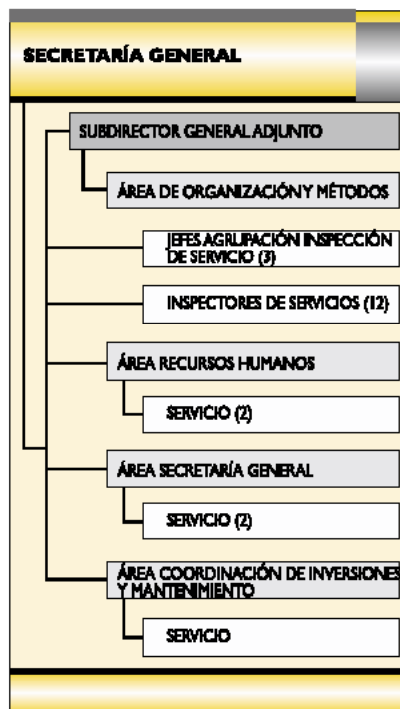 SECRETARÍA GENERAL
SUBDIRECTOR GENERAL ADJUNTO
ÁREA DE ORGANIZACIÓN Y MÉTODOS
JEFES AGRUPACIÓN INSPECCIÓN
DE SERVICIO (3)
INSPECTORES DE SERVICIOS (12)
ÁREA RECURSOS HUMANOS
SERVICIO (2)
ÁREA SECRETARÍA GENERAL
SERVICIO (2)
ÁREA COORDINACIÓN DE INVERSIONES
Y MANTENIMIENTO
SERVICIO